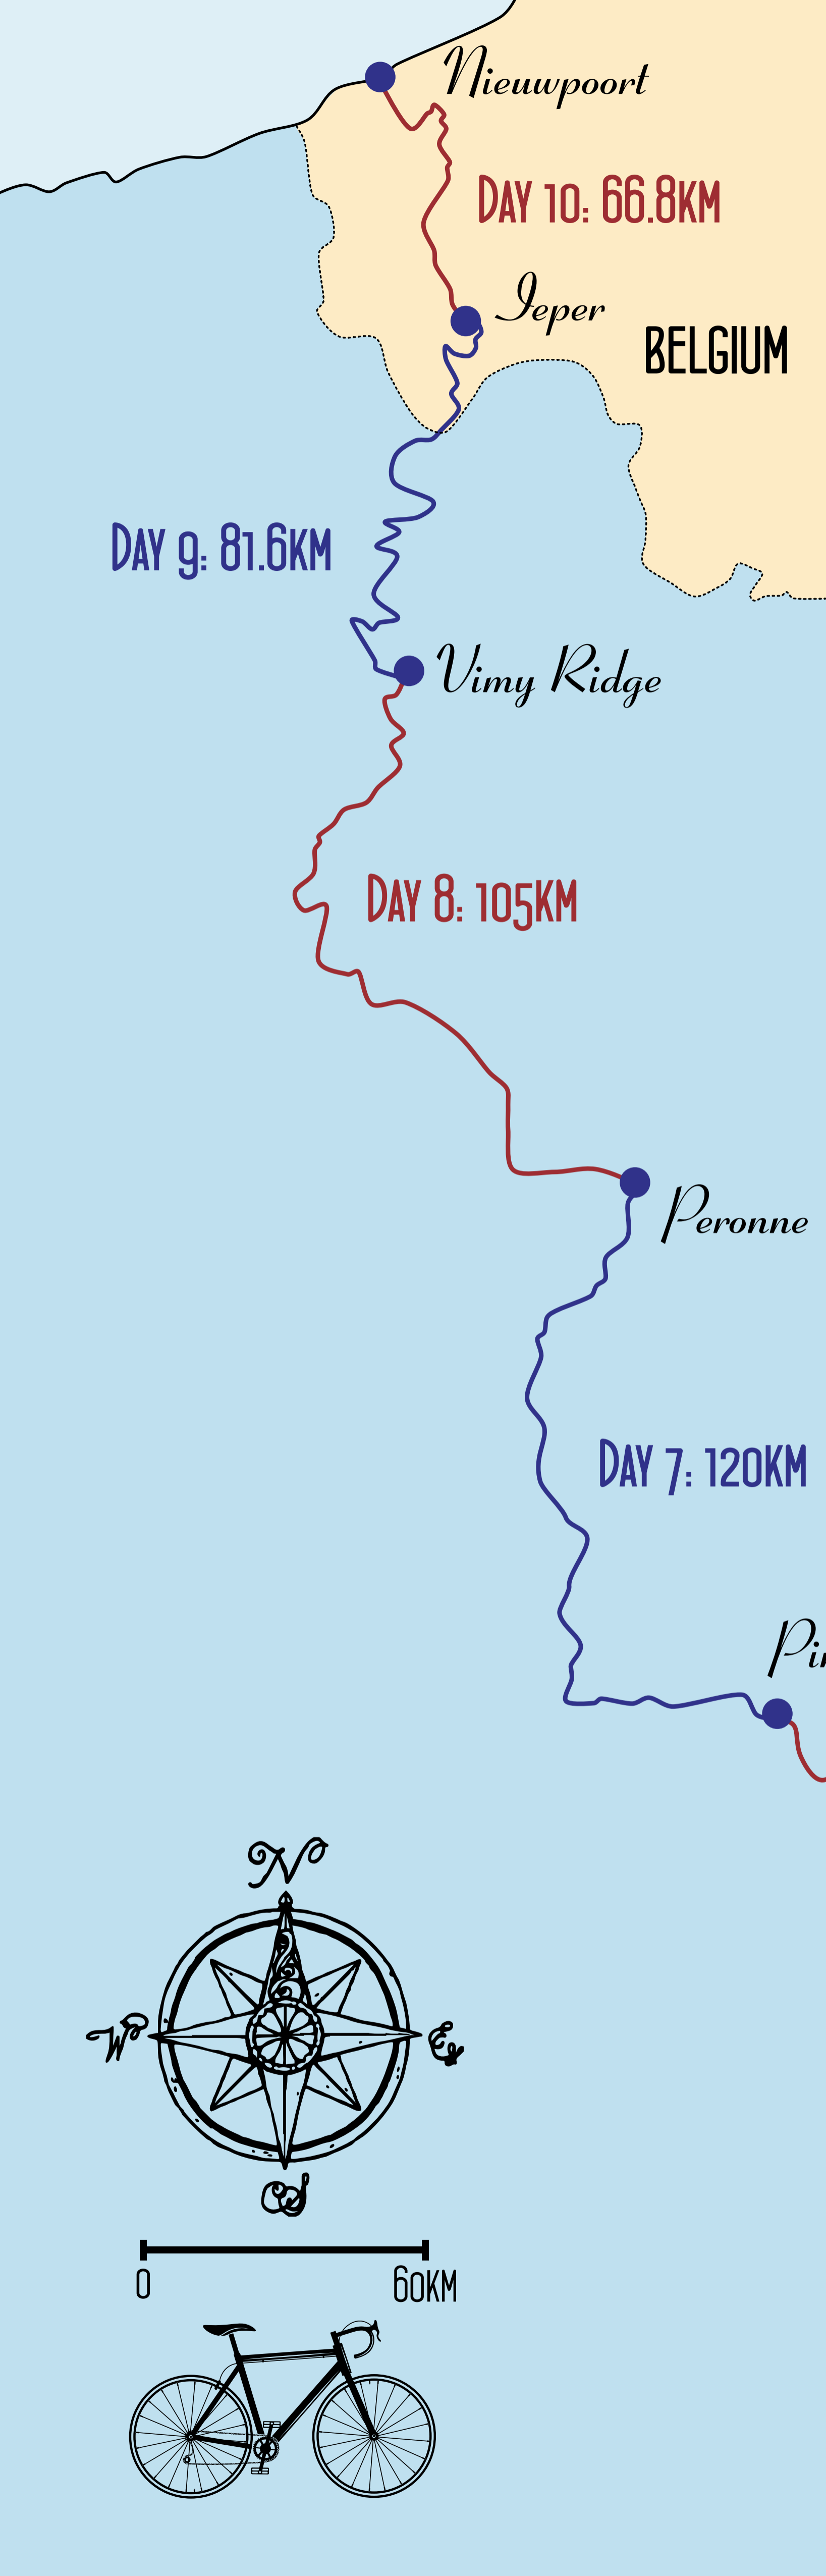 Nieuwpoort
DAY 10: 66.8KM
Ieper
BELGIUM
DAY 9: 81.6KM
Vimy Ridge
DAY 8: 105KM
Peronne
DAY 7: 120KM
N
W
E
S
0
60KM